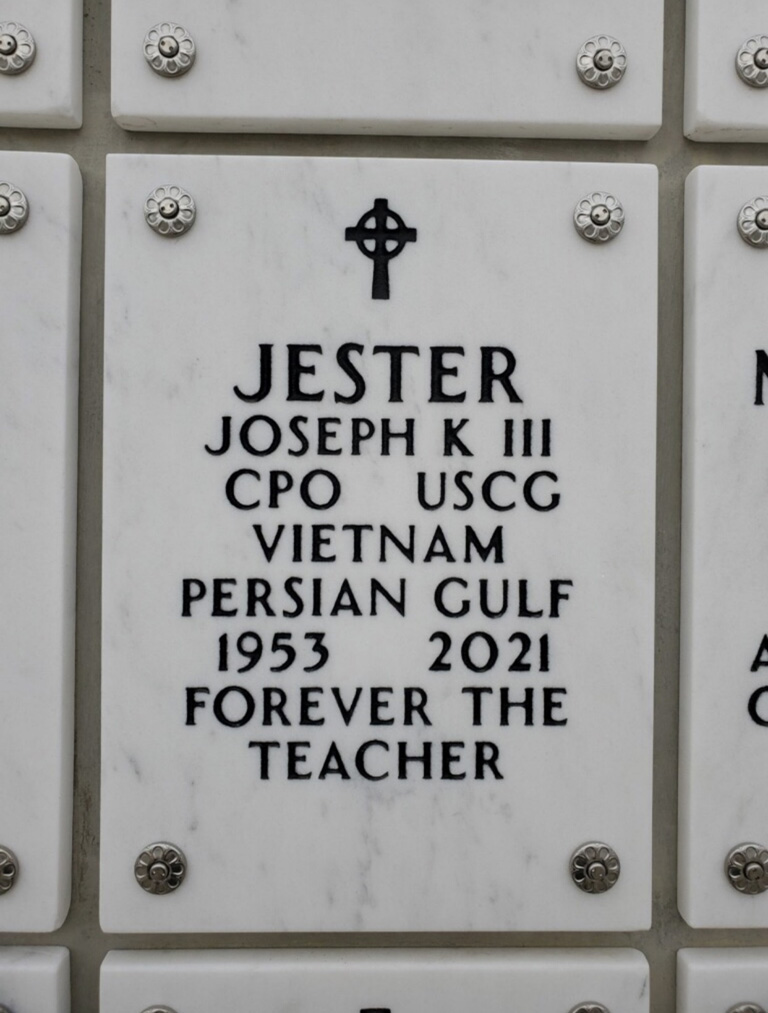 JESTER
JOSEPH K III
CPO USCG
VIETNAM
PERSIAN GULF
1953 2021
FOREVER THE
TEACHER